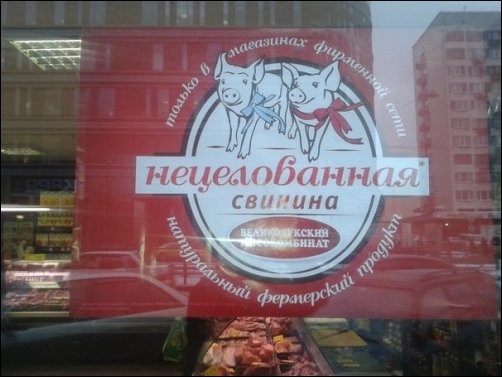 только в магазинах фирменной сети
нецелованная*
свинина
ВЕЛИКОЛУКСКИЙ
МЯСОКОМБИНАТ
натуральный фермерский продукт